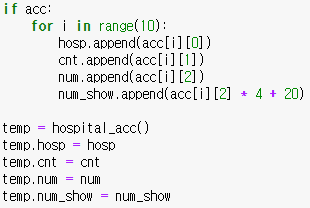 if acc:
    for i in range(10):
        hosp.append(acc[i][0])
        cnt.append(acc[i][1])
        num.append(acc[i][2])
        num_show.append(acc[i][2] * 4 + 20)

temp = hospital_acc()
temp.hosp = hosp
temp.cnt = cnt
temp.num = num
temp.num_show = num_show